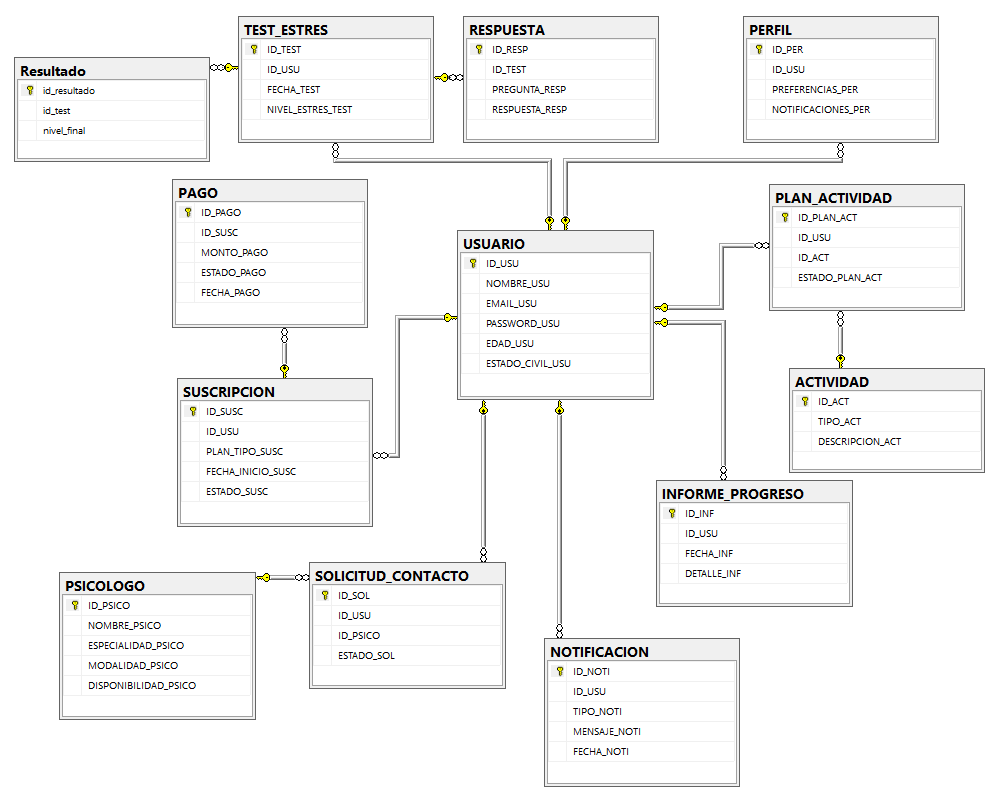 TEST_ESTRES
ID_TEST
ID_USU
FECHA_TEST
NIVEL_ESTRES_TEST
RESPUESTA
ID_RESP
ID_TEST
PREGUNTA_RESP
RESPUESTA_RESP
PERFIL
ID_PER
ID_USU
PREFERENCIAS_PER
NOTIFICACIONES_PER
Resultado
id_resultado
id_test
nivel_final
PAGO
ID_PAGO
ID_SUSC
MONTO_PAGO
ESTADO_PAGO
FECHA_PAGO
PLAN_ACTIVIDAD
ID_PLAN_ACT
ID_USU
ID_ACT
ESTADO_PLAN_ACT
USUARIO
ID_USU
NOMBRE_USU
EMAIL_USU
PASSWORD_USU
EDAD_USU
ESTADO_CIVIL_USU
SUSCRIPCION
ID_SUSC
ID_USU
PLAN_TIPO_SUSC
FECHA_INICIO_SUSC
ESTADO_SUSC
ACTIVIDAD
ID_ACT
TIPO_ACT
DESCRIPCION_ACT
INFORME_PROGRESO
ID_INF
ID_USU
FECHA_INF
DETALLE_INF
PSICOLOGO
ID_PSICO
NOMBRE_PSICO
ESPECIALIDAD_PSICO
MODALIDAD_PSICO
DISPONIBILIDAD_PSICO
SOLICITUD_CONTACTO
ID_SOL
ID_USU
ID_PSICO
ESTADO_SOL
NOTIFICACION
ID_NOTI
ID_USU
TIPO_NOTI
MENSAJE_NOTI
FECHA_NOTI